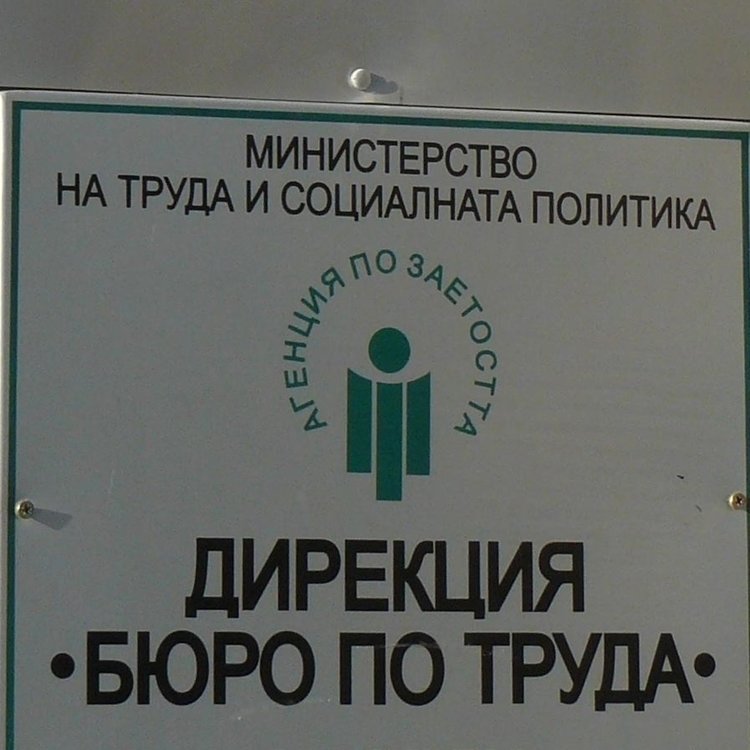 МИНИСТЕРСТВО
НА ТРУДА И СОЦИАЛНАТА ПОЛИТИКА
АГЕНЦИЯ ПО ЗАЕТОСТТА
ДИРЕКЦИЯ
•БЮРО ПО ТРУДА•